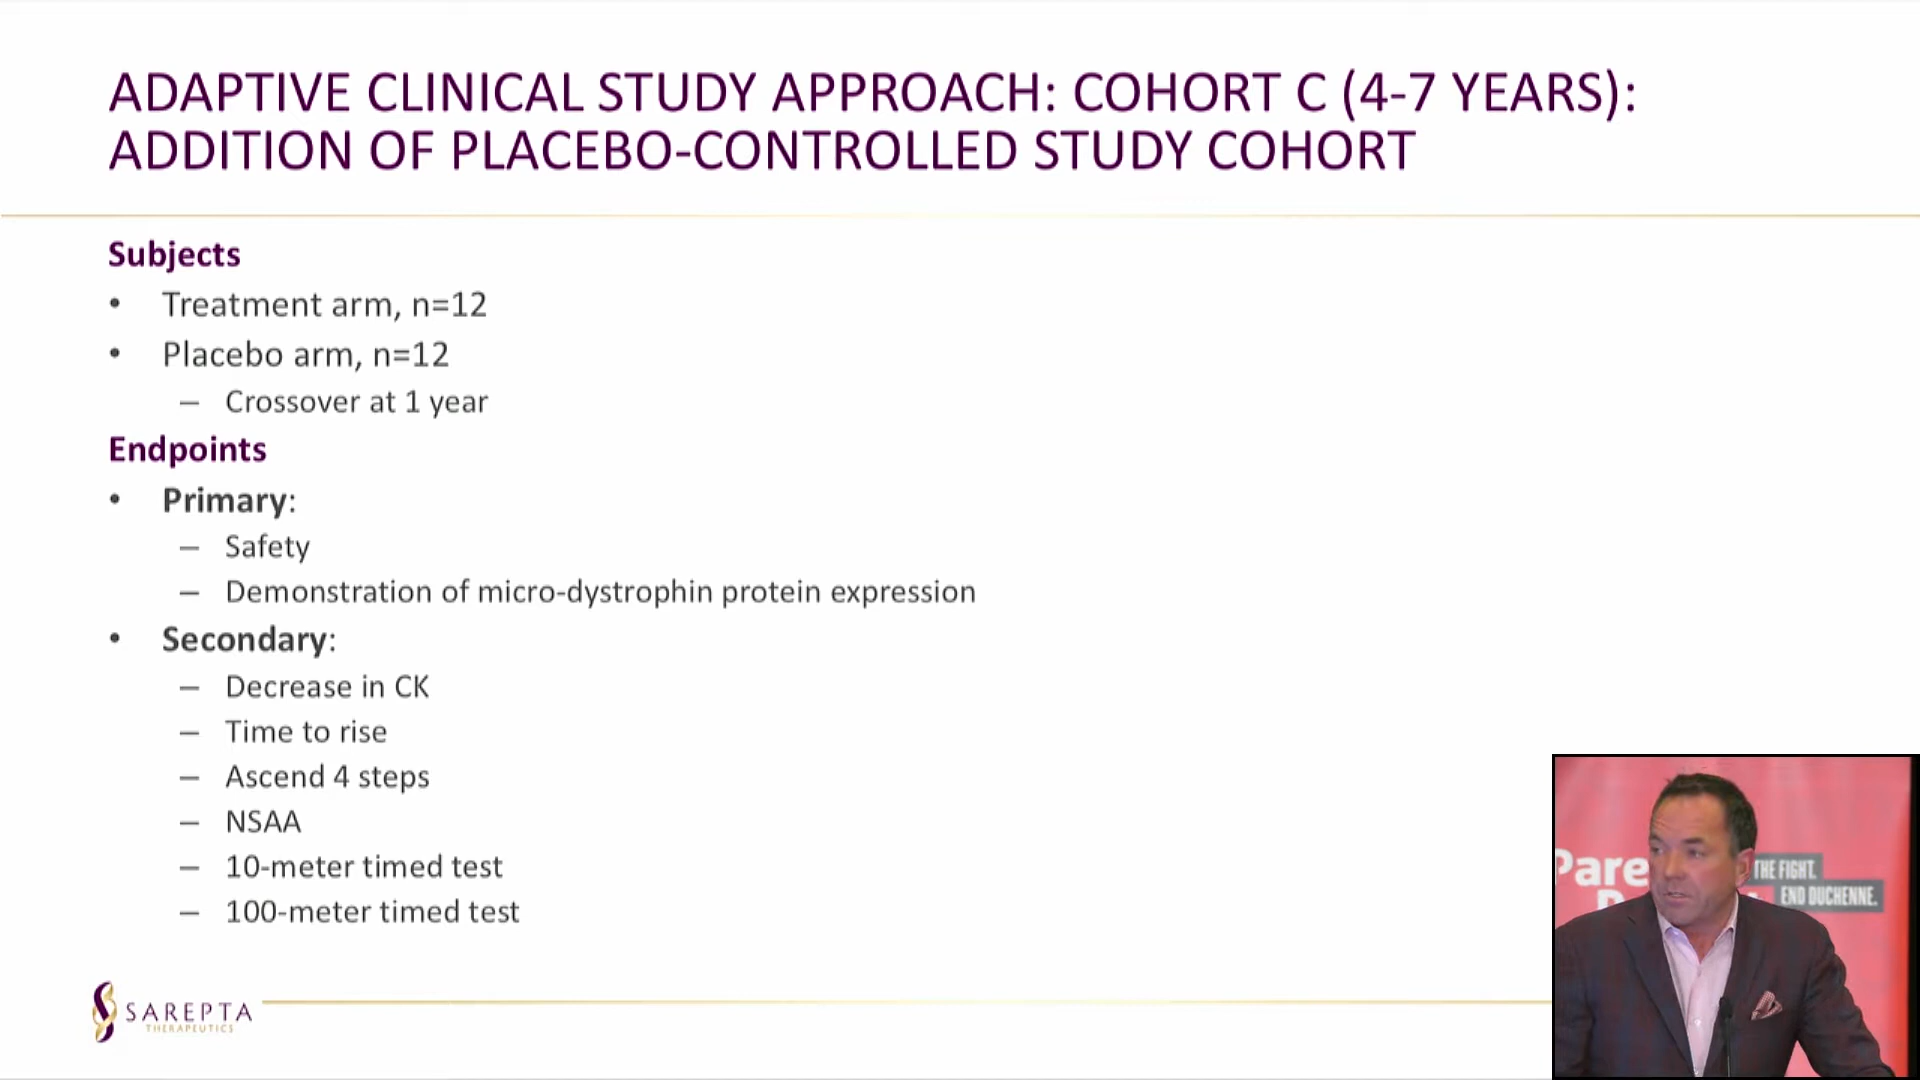 ADAPTIVE CLINICAL STUDY APPROACH: COHORT C (4-7 YEARS):
ADDITION OF PLACEBO-CONTROLLED STUDY COHORT
Subjects
• Treatment arm, n=12
• Placebo arm, n=12
– Crossover at 1 year
Endpoints
• Primary:
– Safety
– Demonstration of micro-dystrophin protein expression
• Secondary:
– Decrease in CK
– Time to rise
– Ascend 4 steps
– NSAA
– 10-meter timed test
– 100-meter timed test
SAREPTA
THERAPEUTICS
THE FIGHT.
END DUCHENNE.